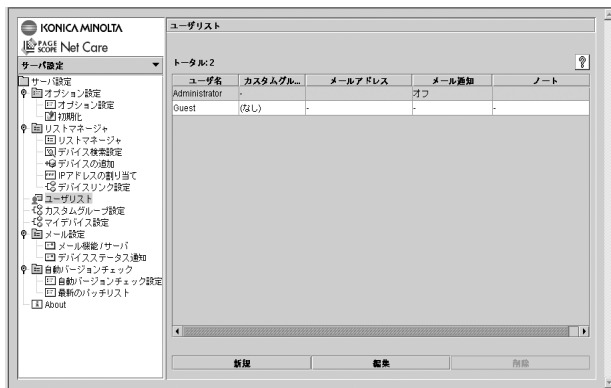 KONICA MINOLTA
PAGE SCOPE Net Care
サーバ設定
サーバ設定
オプション設定
オプション設定
初期化
リストマネージャ
リストマネージャ
デバイス検索設定
デバイスの追加
IPアドレスの割り当て
デバイスリンク設定
ユーザリスト
カスタムグループ設定
マイデバイス設定
メール設定
メール機能/サーバ
デバイスステータス通知
自動バージョンチェック
自動バージョンチェック設定
最新のパッチリスト
About
ユーザリスト
トータル:2
ユーザ名 カスタムグル... メールアドレス メール通知 ノート
Administrator - オフ
Guest (なし) - - -
新規 編集 削除